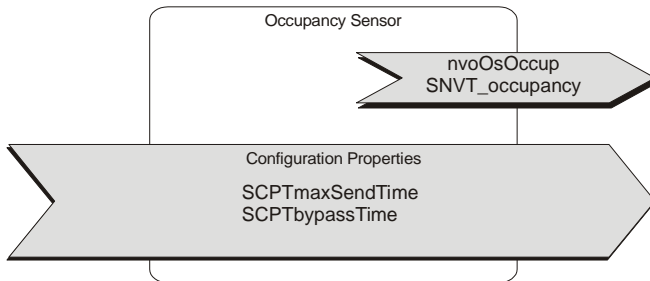 Occupancy Sensor
nvoOsOccup
SNVT_occupancy
Configuration Properties
SCPTmaxSendTime
SCPTbypassTime